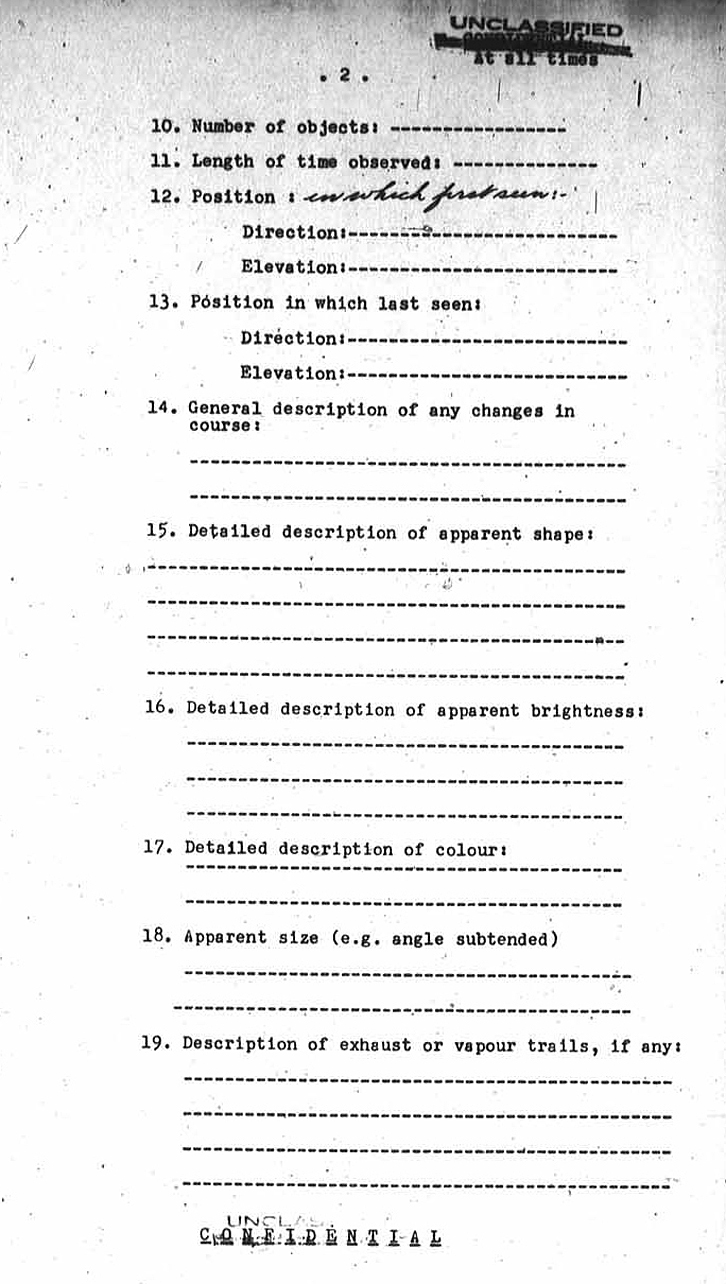 UNCLASSIFIED
At all times
. 2 .
10. Number of objects: -----------------
11. Length of time observed: --------------
12. Position : in which first seen:-
Direction:--------------------------
Elevation:--------------------------
13. Position in which last seen:
Direction:---------------------------
Elevation:---------------------------
14. General description of any changes in
course:
------------------------------------------
------------------------------------------
15. Detailed description of apparent shape:
----------------------------------------------
----------------------------------------------
----------------------------------------------
----------------------------------------------
16. Detailed description of apparent brightness:
------------------------------------------
------------------------------------------
------------------------------------------
17. Detailed description of colour:
------------------------------------------
------------------------------------------
18. Apparent size (e.g. angle subtended)
-------------------------------------------
--------------------------------------------
19. Description of exhaust or vapour trails, if any:
-----------------------------------------------
-----------------------------------------------
-----------------------------------------------
-----------------------------------------------
UNCLAS
CONFIDENTIAL